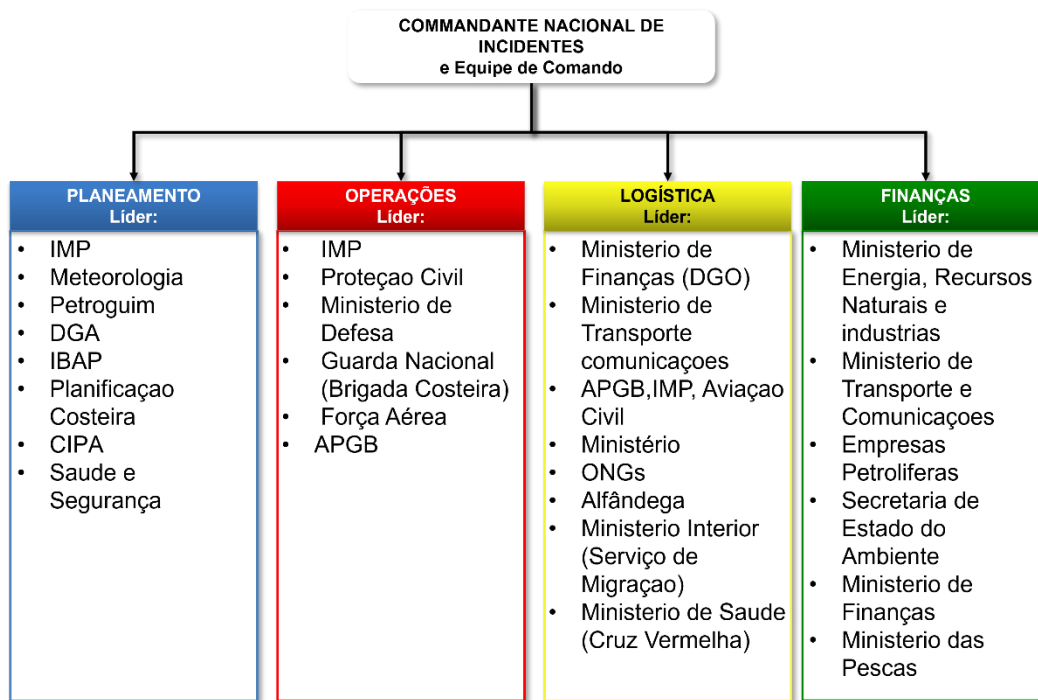 COMMANDANTE NACIONAL DE
INCIDENTES
e Equipe de Comando
PLANEAMENTO
Líder:
• IMP
• Meteorologia
• Petroguim
• DGA
• IBAP
• Planificaçao
Costeira
• CIPA
• Saude e
Segurança
OPERAÇÕES
Líder:
• IMP
• Proteçao Civil
• Ministerio de
Defesa
• Guarda Nacional
(Brigada Costeira)
• Força Aérea
• APGB
LOGÍSTICA
Líder:
• Ministerio de
Finanças (DGO)
• Ministerio de
Transporte
comunicaçoes
• APGB,IMP, Aviaçao
Civil
• Ministério
• ONGs
• Alfândega
• Ministerio Interior
(Serviço de
Migraçao)
• Ministerio de Saude
(Cruz Vermelha)
FINANÇAS
Líder:
• Ministerio de
Energia, Recursos
Naturais e
industrias
• Ministerio de
Transporte e
Comunicaçoes
• Empresas
Petroliferas
• Secretaria de
Estado do
Ambiente
• Ministerio de
Finanças
• Ministerio das
Pescas